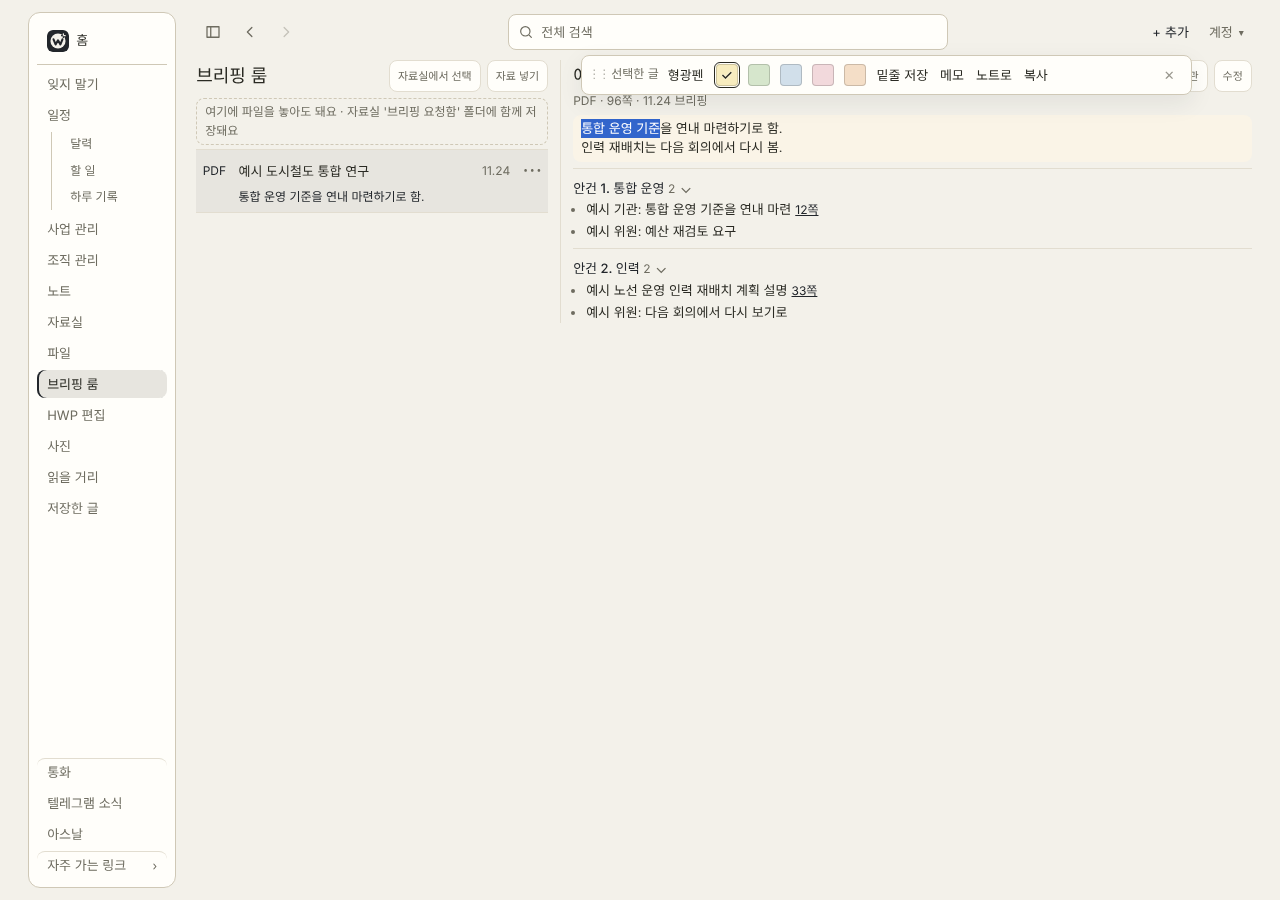 홈
전체 검색
+ 추가
계정 ▾
잊지 말기
일정
달력
할 일
하루 기록
사업 관리
조직 관리
노트
자료실
파일
브리핑 룸
HWP 편집
사진
읽을 거리
저장한 글
통화
텔레그램 소식
아스날
자주 가는 링크 ›
브리핑 룸
자료실에서 선택
자료 넣기
여기에 파일을 놓아도 돼요 · 자료실 '브리핑 요청함' 폴더에 함께 저
장돼요
PDF 예시 도시철도 통합 연구 11.24
통합 운영 기준을 연내 마련하기로 함.
선택한 글 형광펜 밑줄 저장 메모 노트로 복사 ×
수정
PDF · 96쪽 · 11.24 브리핑
통합 운영 기준을 연내 마련하기로 함.
인력 재배치는 다음 회의에서 다시 봄.
안건 1. 통합 운영 2
• 예시 기관: 통합 운영 기준을 연내 마련 12쪽
• 예시 위원: 예산 재검토 요구
안건 2. 인력 2
• 예시 노선 운영 인력 재배치 계획 설명 33쪽
• 예시 위원: 다음 회의에서 다시 보기로